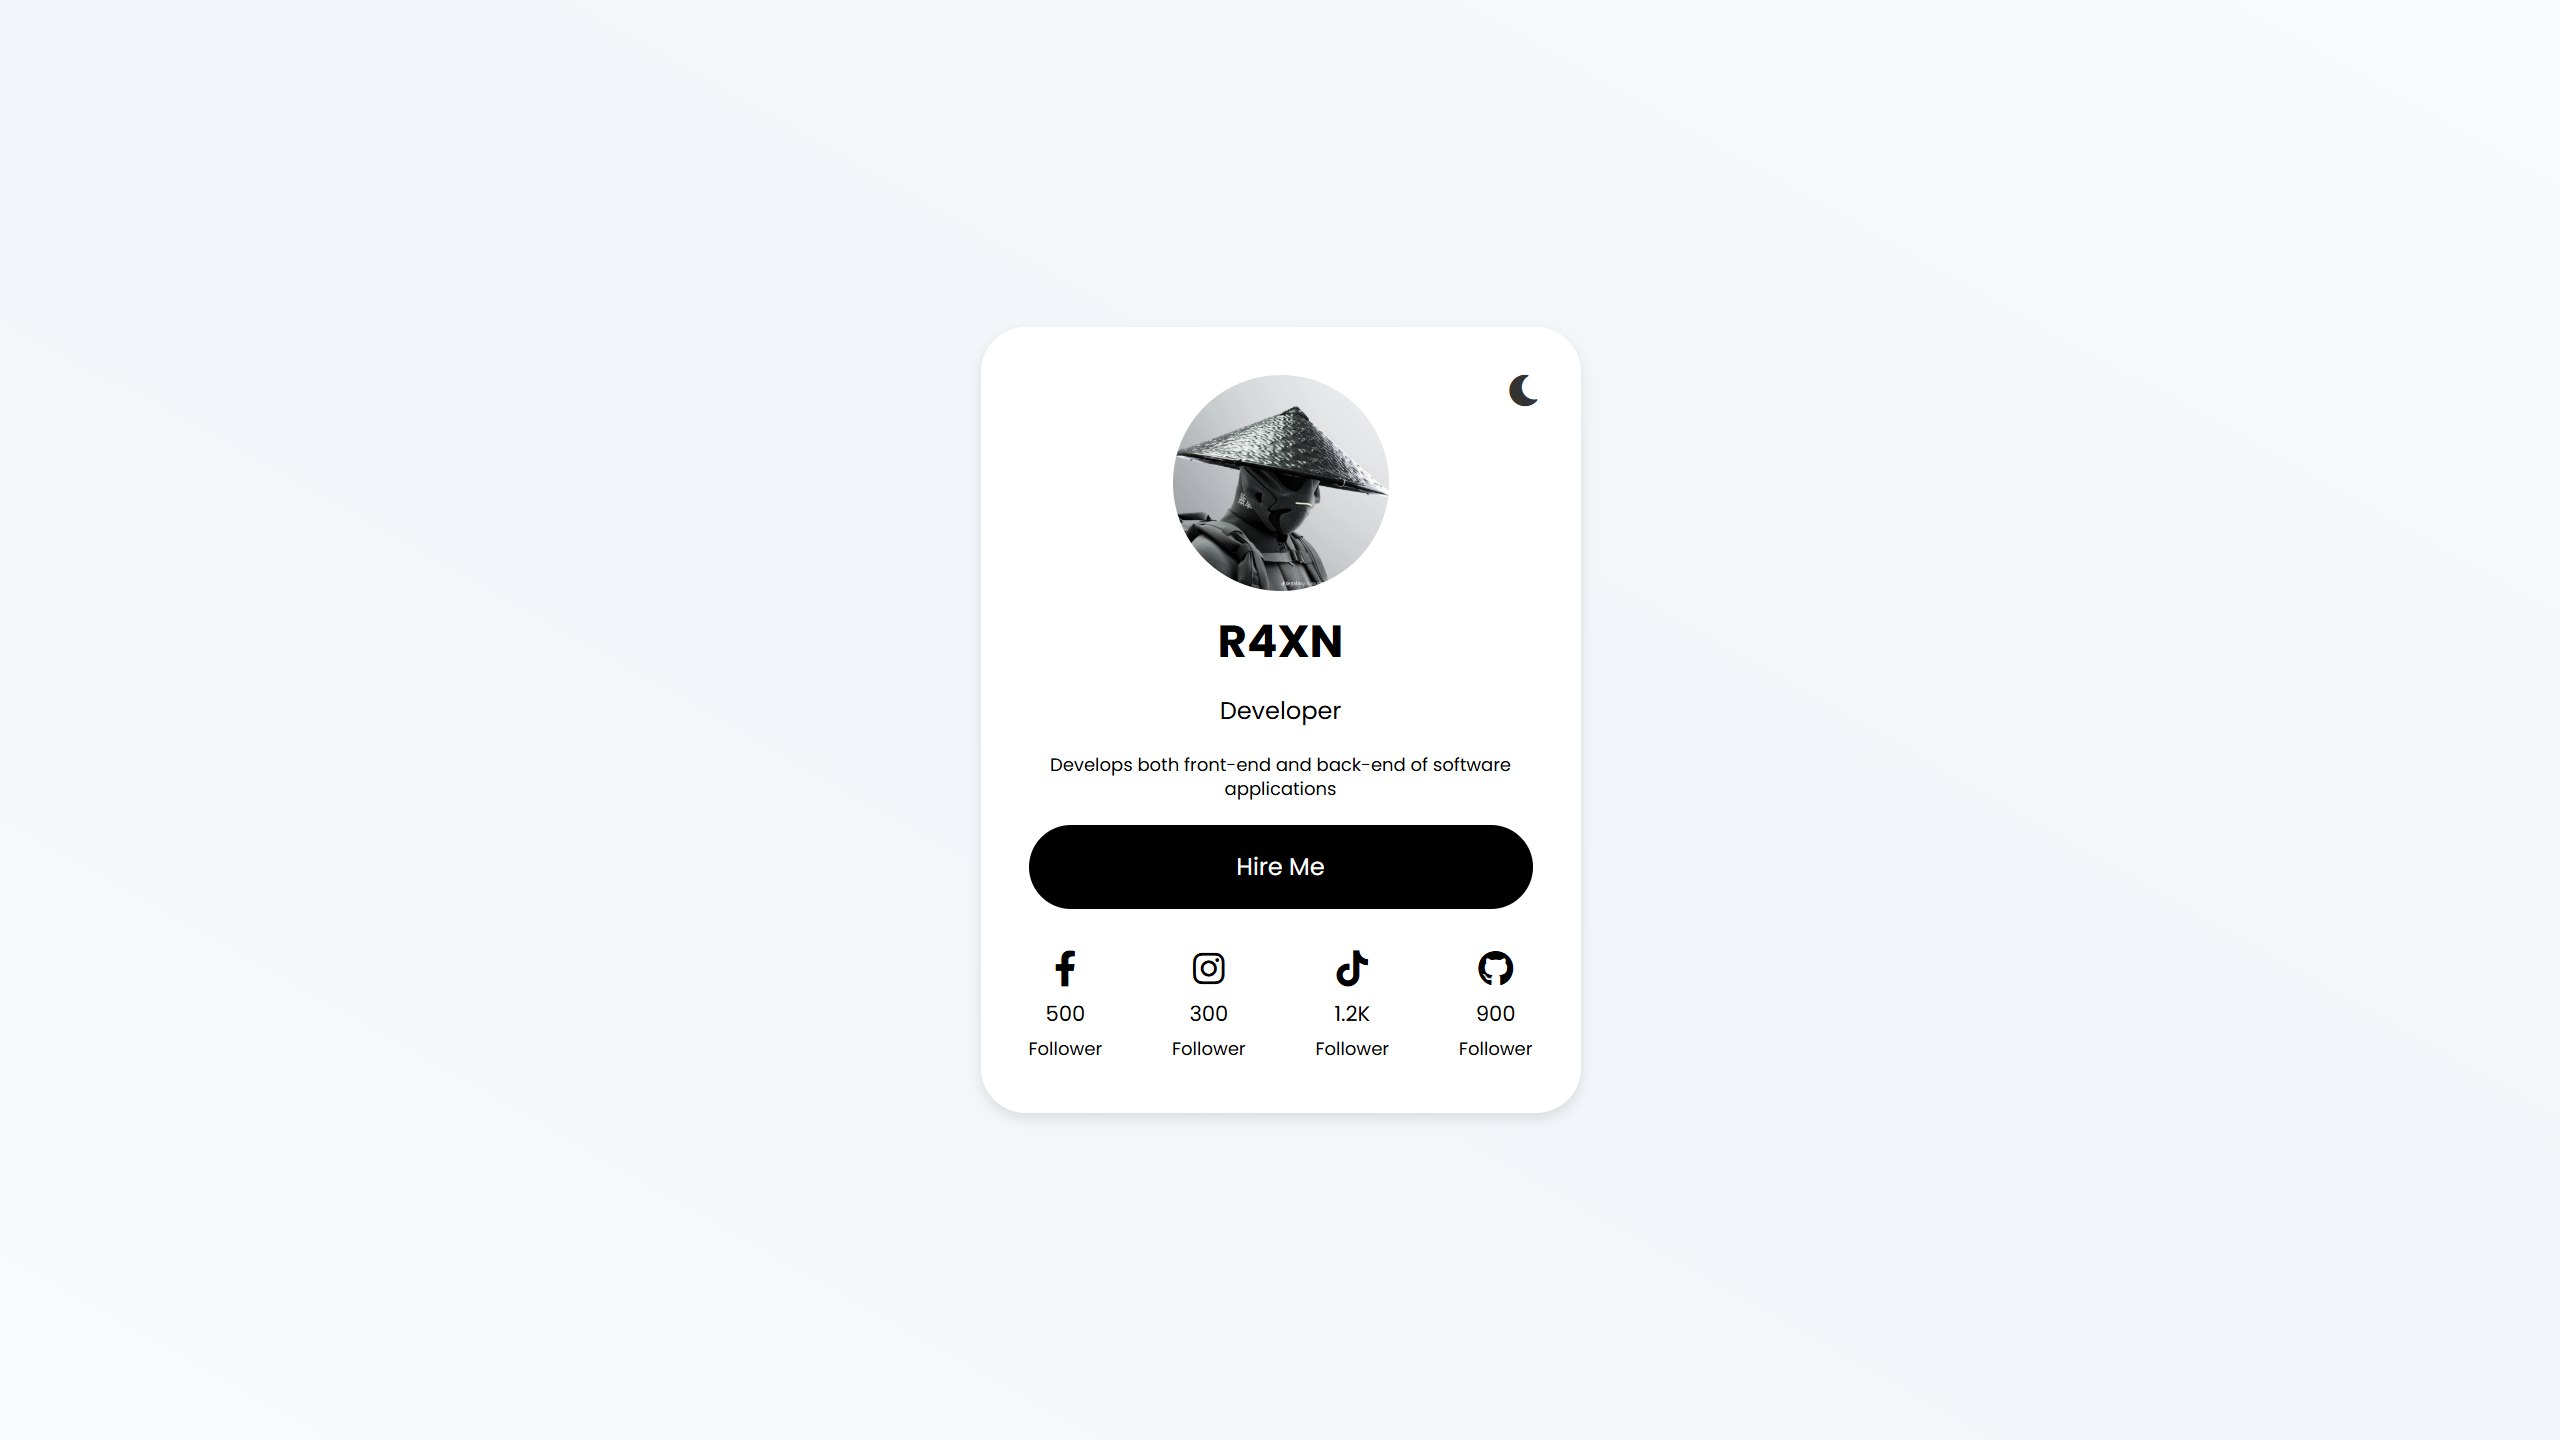 R4XN
Developer
Develops both front-end and back-end of software
applications
Hire Me
500
300
1.2K
900
Follower
Follower
Follower
Follower